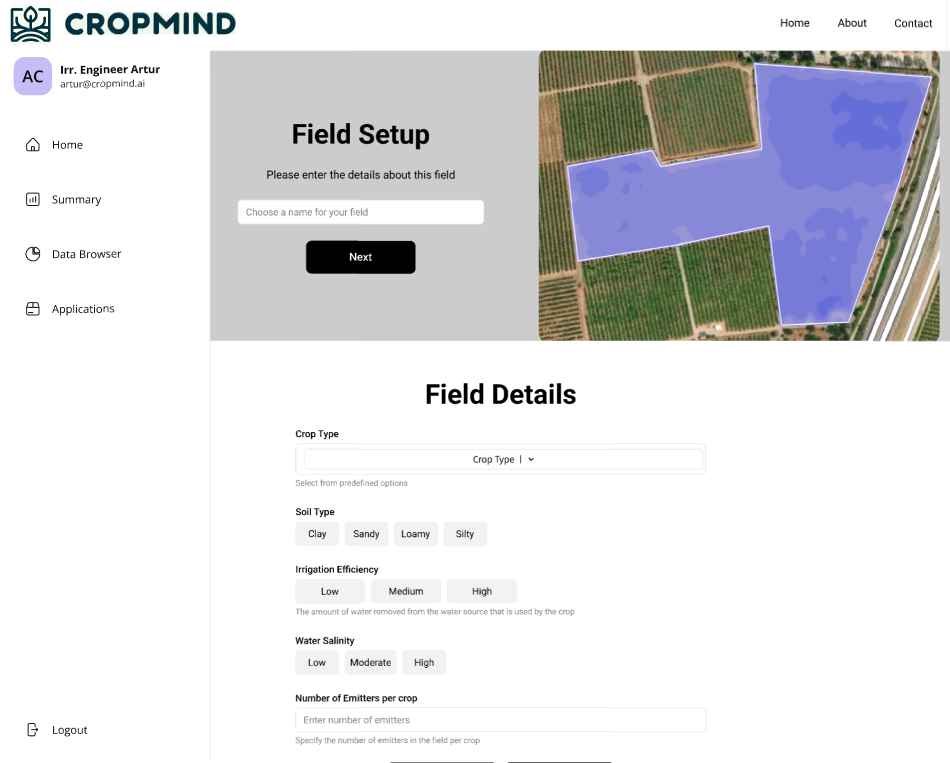 CROPMIND
Home About Contact
AC
Irr. Engineer Artur
artur@cropmind.ai
Home
Summary
Data Browser
Applications
Logout
Field Setup
Please enter the details about this field
Choose a name for your field
Next
Field Details
Crop Type
Crop Type |
Select from predefined options
Soil Type
Clay Sandy Loamy Silty
Irrigation Efficiency
Low Medium High
The amount of water removed from the water source that is used by the crop
Water Salinity
Low Moderate High
Number of Emitters per crop
Enter number of emitters
Specify the number of emitters in the field per crop